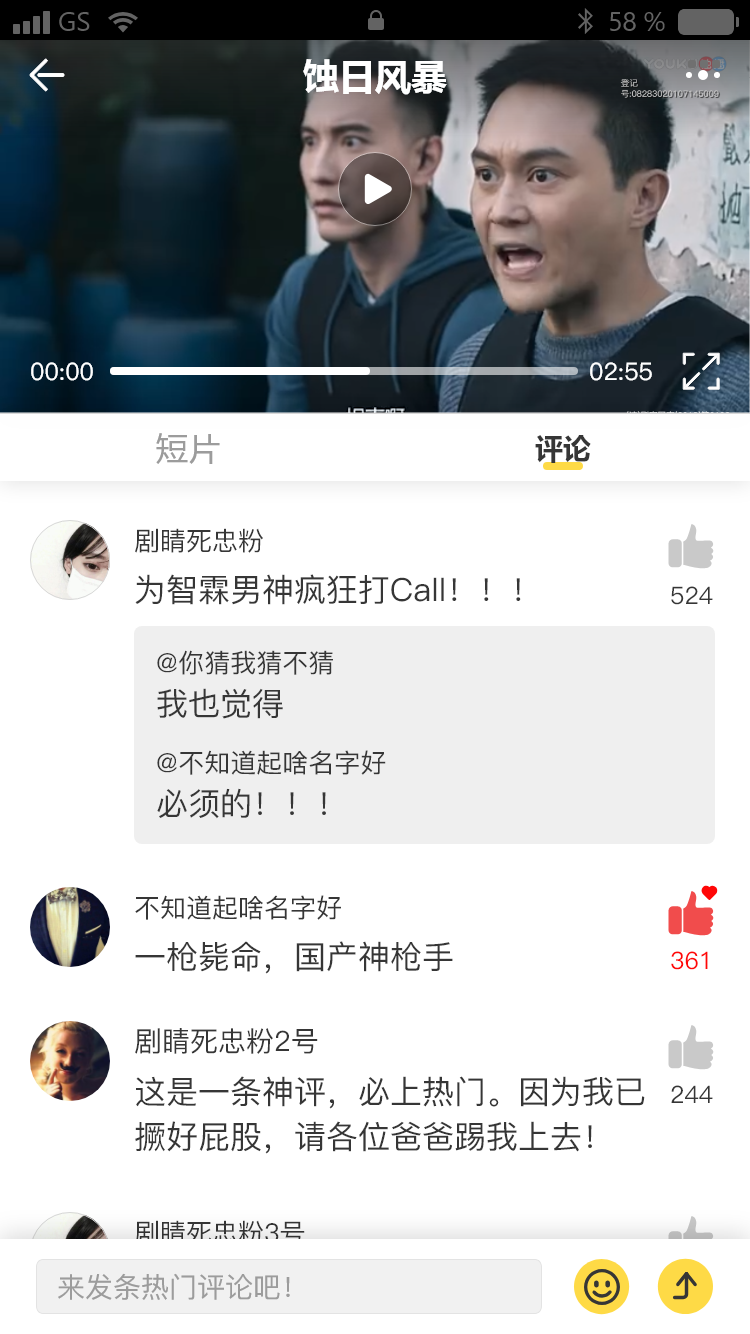 GS
58 %
蚀日风暴
YOUKU
登记
号:08283020107145009
00:00
02:55
短片
评论
剧睛死忠粉
为智霖男神疯狂打Call！！！
524
@你猜我猜不猜
我也觉得
@不知道起啥名字好
必须的！！！
不知道起啥名字好
一枪毙命，国产神枪手
361
剧睛死忠粉2号
这是一条神评，必上热门。因为我已
撅好屁股，请各位爸爸踢我上去！
244
剧睛死忠粉3号
来发条热门评论吧！